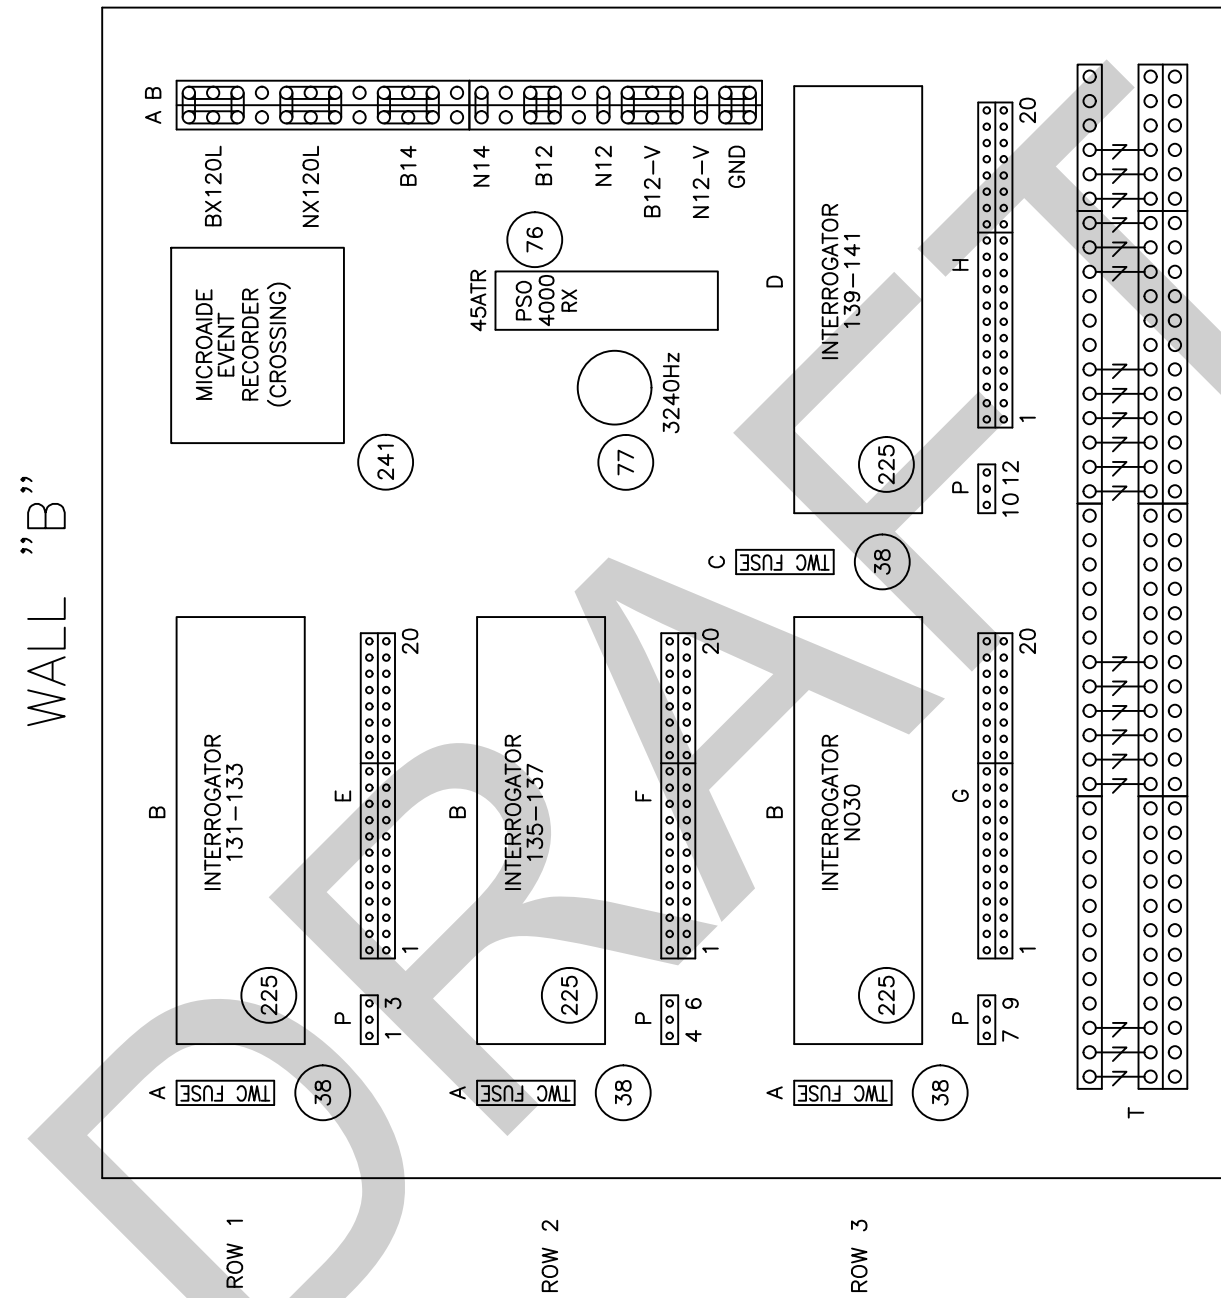 WALL "B"
ROW 1
ROW 2
ROW 3
A
TWC FUSE
38
B
INTERROGATOR
131-133
225
P
1 3
E
1 20
MICROAIDE
EVENT
RECORDER
(CROSSING)
241
A B
BX120L
NX120L
B14
N14
B12
N12
B12-V
N12-V
GND
A
TWC FUSE
38
B
INTERROGATOR
135-137
225
P
4 6
F
1 20
45ATR
PSO
4000
RX
76
3240Hz
77
A
TWC FUSE
38
B
INTERROGATOR
NO30
225
P
7 9
G
1 20
C
TWC FUSE
38
D
INTERROGATOR
139-141
225
P
10 12
H
1 20
T
DRAFT